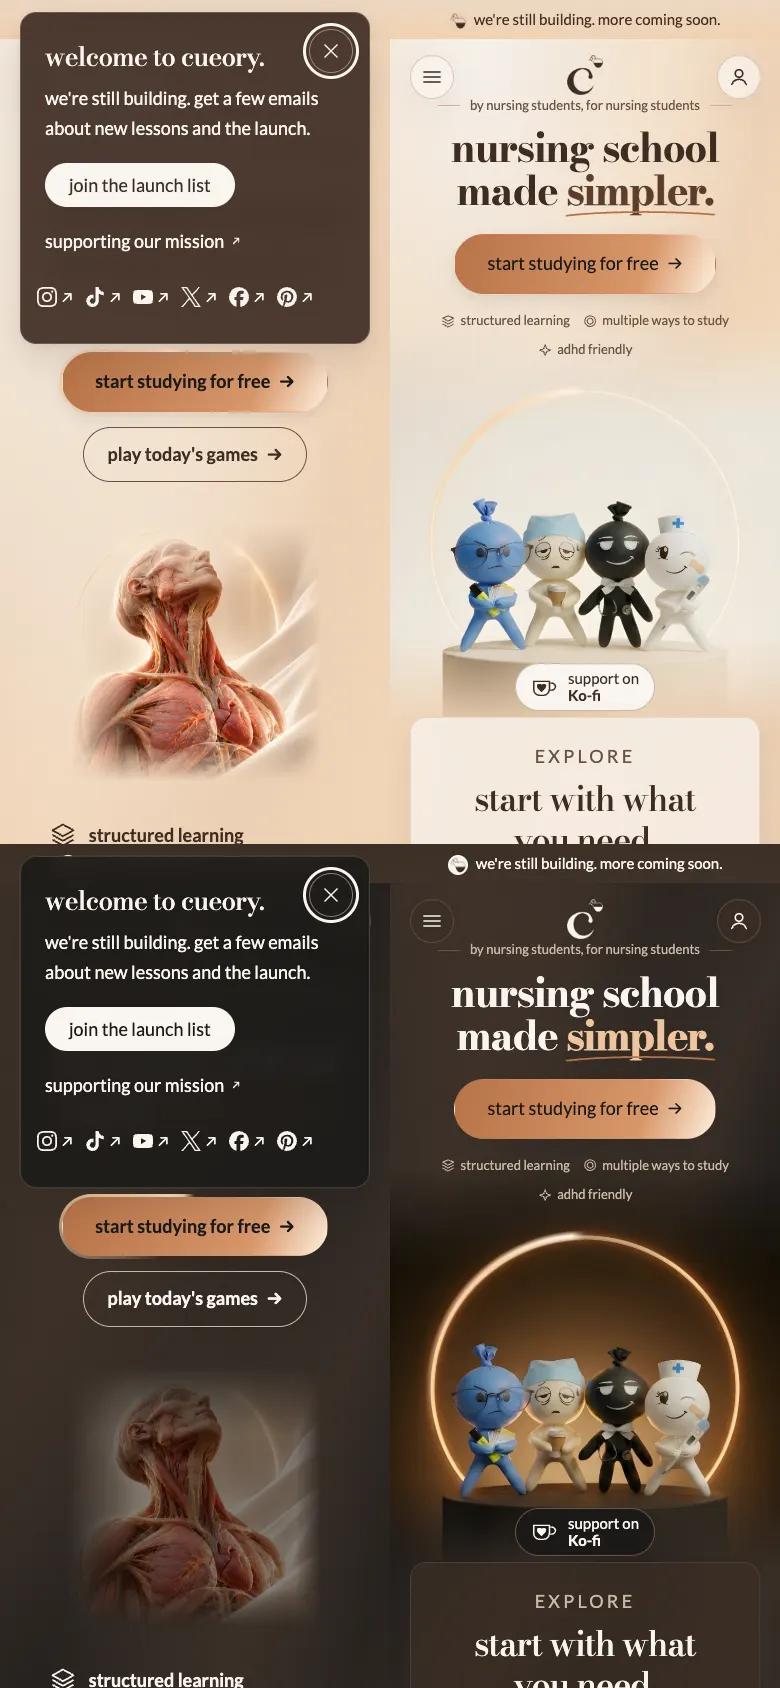 welcome to cueory.
we're still building. get a few emails
about new lessons and the launch.
join the launch list
supporting our mission ↗
start studying for free →
play today's games →
structured learning
we're still building. more coming soon.
c
by nursing students, for nursing students
nursing school
made simpler.
start studying for free →
structured learning multiple ways to study
adhd friendly
support on
Ko-fi
EXPLORE
start with what
you need
welcome to cueory.
we're still building. get a few emails
about new lessons and the launch.
join the launch list
supporting our mission ↗
start studying for free →
play today's games →
structured learning
we're still building. more coming soon.
c
by nursing students, for nursing students
nursing school
made simpler.
start studying for free →
structured learning multiple ways to study
adhd friendly
support on
Ko-fi
EXPLORE
start with what
you need